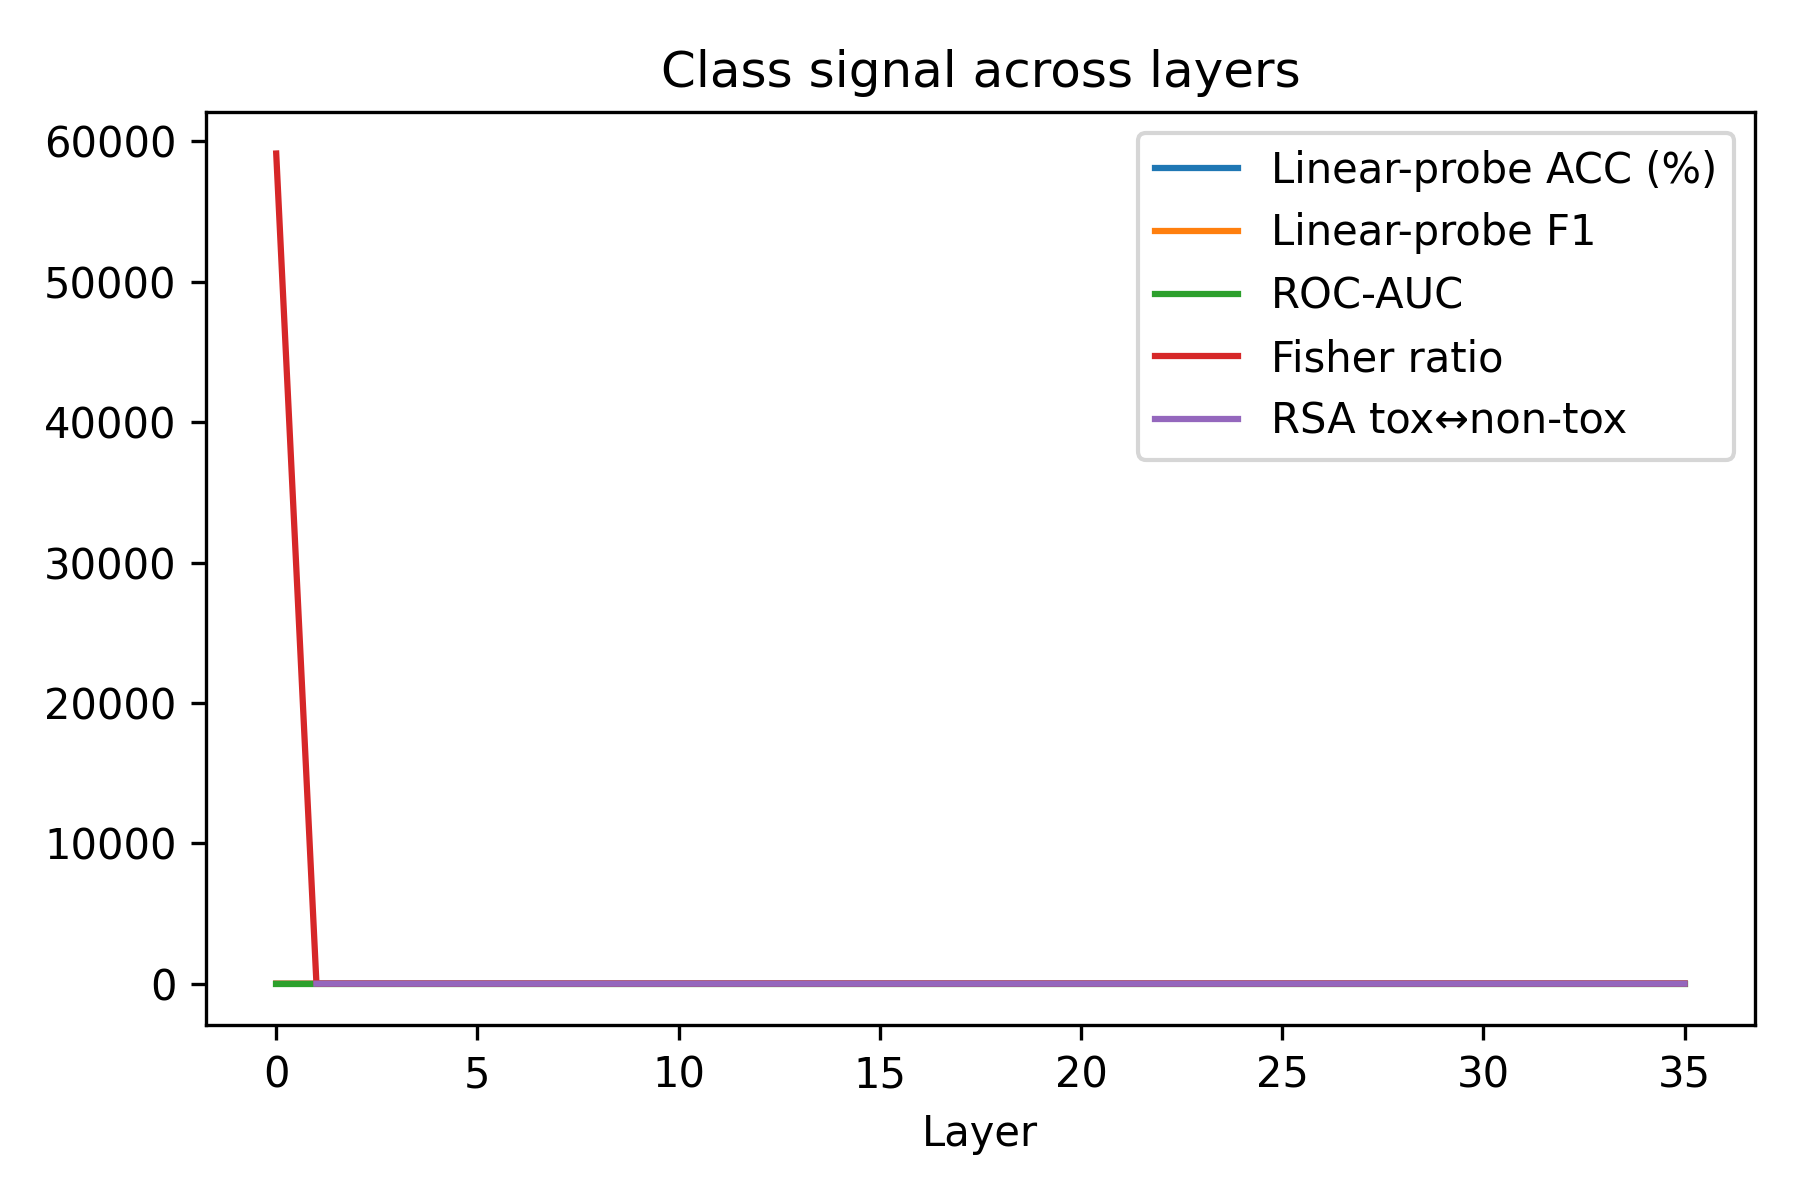 Class signal across layers
60000
50000
40000
30000
20000
10000
0
Linear-probe ACC (%)
Linear-probe F1
ROC-AUC
Fisher ratio
RSA tox↔non-tox
0 5 10 15 20 25 30 35
Layer